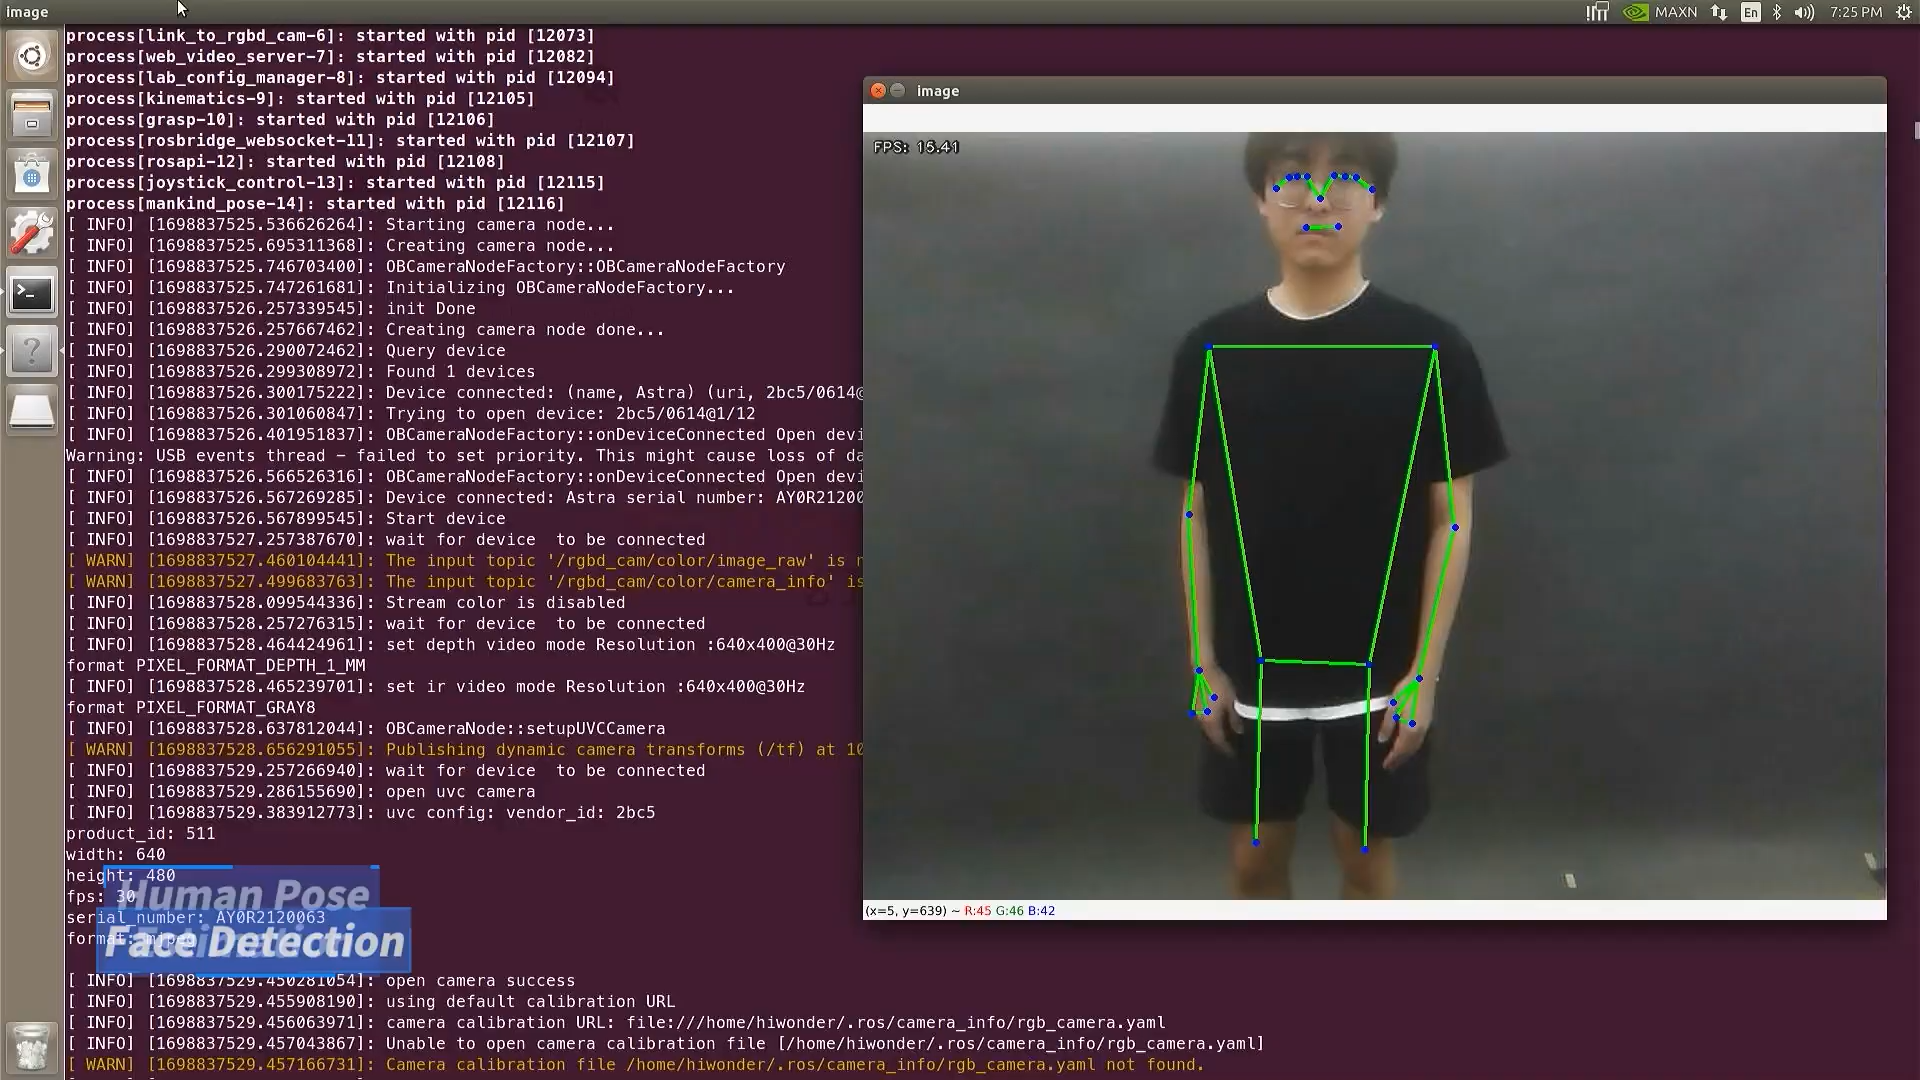 image
MAXN
En
7:25 PM
process[link_to_rgbd_cam-6]: started with pid [12073]
process[web_video_server-7]: started with pid [12082]
process[lab_config_manager-8]: started with pid [12094]
process[kinematics-9]: started with pid [12105]
process[grasp-10]: started with pid [12106]
process[rosbridge_websocket-11]: started with pid [12107]
process[rosapi-12]: started with pid [12108]
process[joystick_control-13]: started with pid [12115]
process[mankind_pose-14]: started with pid [12116]
[ INFO] [1698837525.536626264]: Starting camera node...
[ INFO] [1698837525.695311368]: Creating camera node...
[ INFO] [1698837525.746703400]: OBCameraNodeFactory::OBCameraNodeFactory
[ INFO] [1698837525.747261681]: Initializing OBCameraNodeFactory...
[ INFO] [1698837526.257339545]: init Done
[ INFO] [1698837526.257667462]: Creating camera node done...
[ INFO] [1698837526.290072462]: Query device
[ INFO] [1698837526.299308972]: Found 1 devices
[ INFO] [1698837526.300175222]: Device connected: (name, Astra) (uri, 2bc5/0614@
[ INFO] [1698837526.301060847]: Trying to open device: 2bc5/0614@1/12
[ INFO] [1698837526.401951837]: OBCameraNodeFactory::onDeviceConnected Open devi
Warning: USB events thread - failed to set priority. This might cause loss of da
[ INFO] [1698837526.566526316]: OBCameraNodeFactory::onDeviceConnected Open devi
[ INFO] [1698837526.567269285]: Device connected: Astra serial number: AY0R21200
[ INFO] [1698837526.567899545]: Start device
[ INFO] [1698837527.257387670]: wait for device  to be connected
[ WARN] [1698837527.460104441]: The input topic '/rgbd_cam/color/image_raw' is n
[ WARN] [1698837527.499683763]: The input topic '/rgbd_cam/color/camera_info' is
[ INFO] [1698837528.099544336]: Stream color is disabled
[ INFO] [1698837528.257276315]: wait for device  to be connected
[ INFO] [1698837528.464424961]: set depth video mode Resolution :640x400@30Hz
format PIXEL_FORMAT_DEPTH_1_MM
[ INFO] [1698837528.465239701]: set ir video mode Resolution :640x400@30Hz
format PIXEL_FORMAT_GRAY8
[ INFO] [1698837528.637812044]: OBCameraNode::setupUVCCamera
[ WARN] [1698837528.656291055]: Publishing dynamic camera transforms (/tf) at 10
[ INFO] [1698837529.257266940]: wait for device  to be connected
[ INFO] [1698837529.286155690]: open uvc camera
[ INFO] [1698837529.383912773]: uvc config: vendor_id: 2bc5
product_id: 511
width: 640
height: 480
fps: 30
serial_number: AY0R2120063
format: mjpeg
Human Pose
Face Detection
[ INFO] [1698837529.450281054]: open camera success
[ INFO] [1698837529.455908190]: using default calibration URL
[ INFO] [1698837529.456063971]: camera calibration URL: file:///home/hiwonder/.ros/camera_info/rgb_camera.yaml
[ INFO] [1698837529.457043867]: Unable to open camera calibration file [/home/hiwonder/.ros/camera_info/rgb_camera.yaml]
[ WARN] [1698837529.457166731]: Camera calibration file /home/hiwonder/.ros/camera_info/rgb_camera.yaml not found.
image
FPS: 15.41
(x=5, y=639) ~ R:45 G:46 B:42